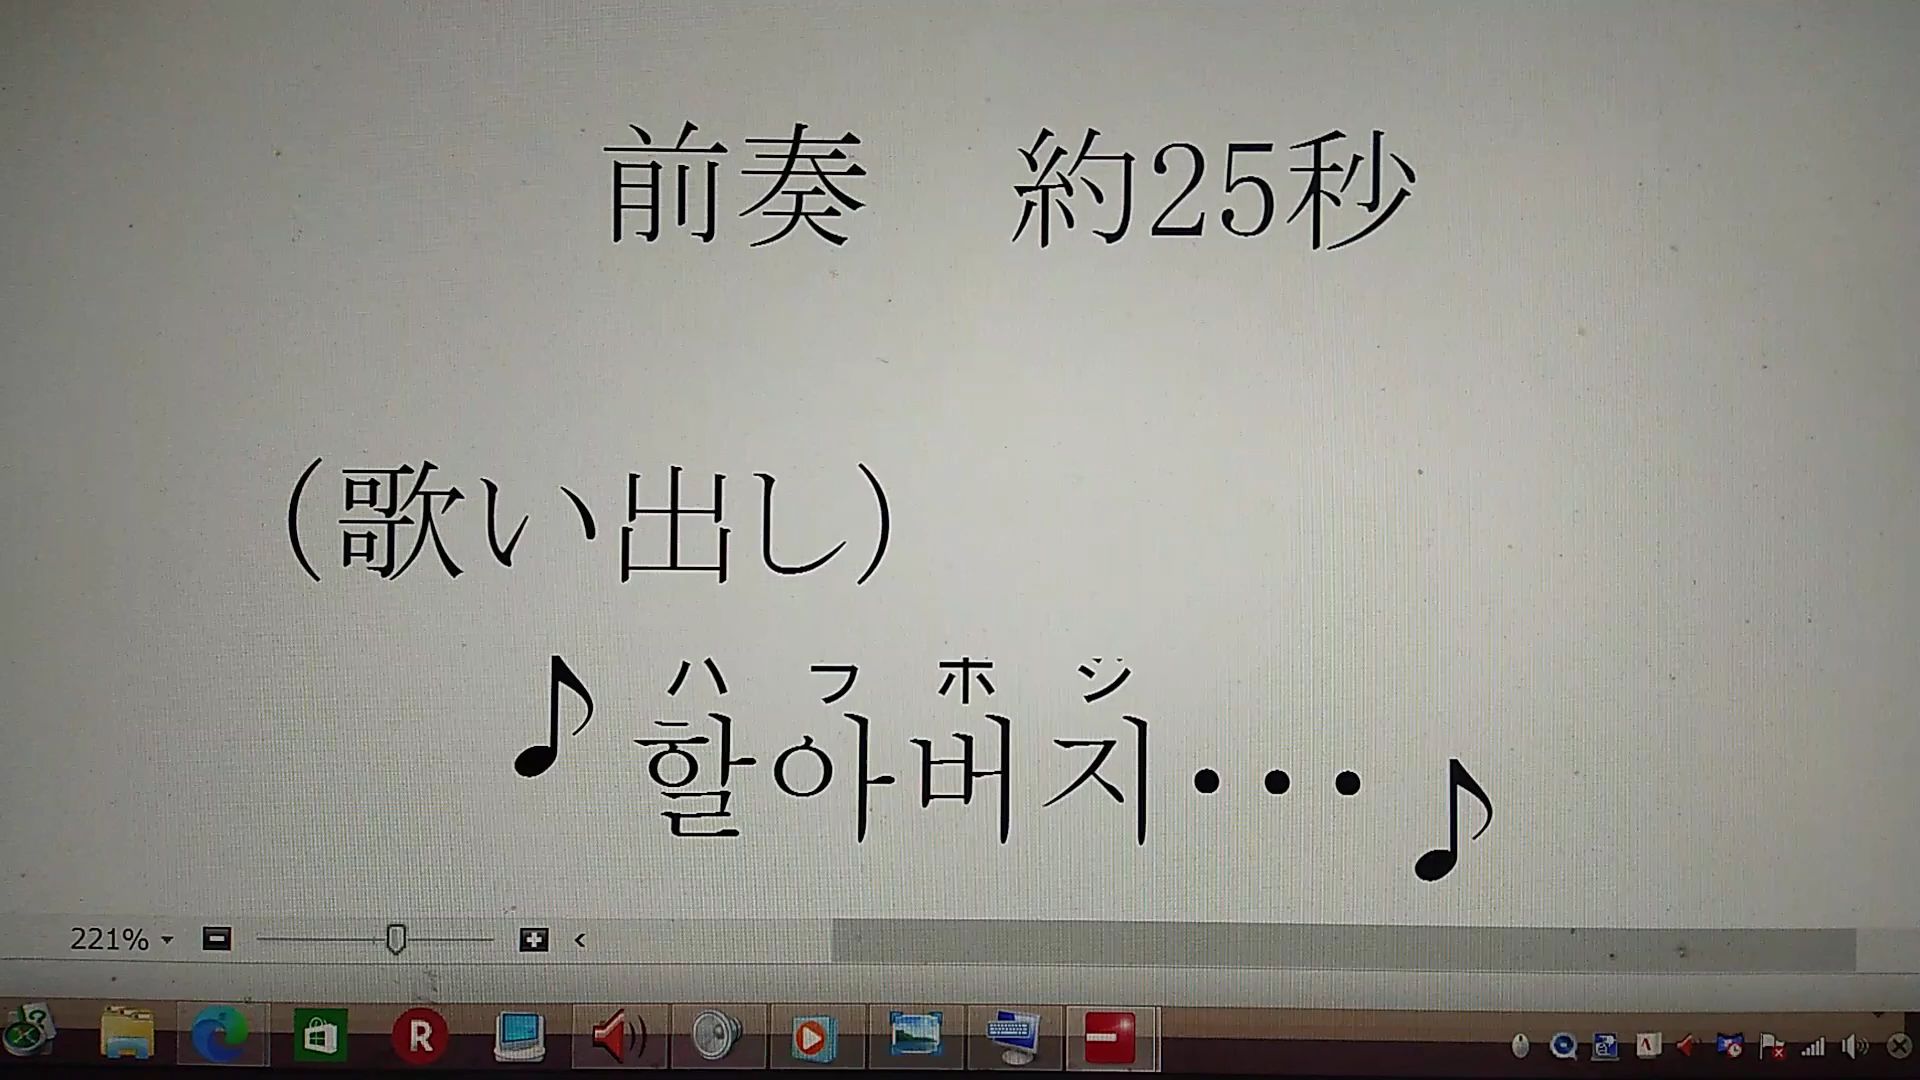 前奏　約25秒
(歌い出し)
ハ フ ホ ジ
♪ 할아버지・・・♪
221%
R